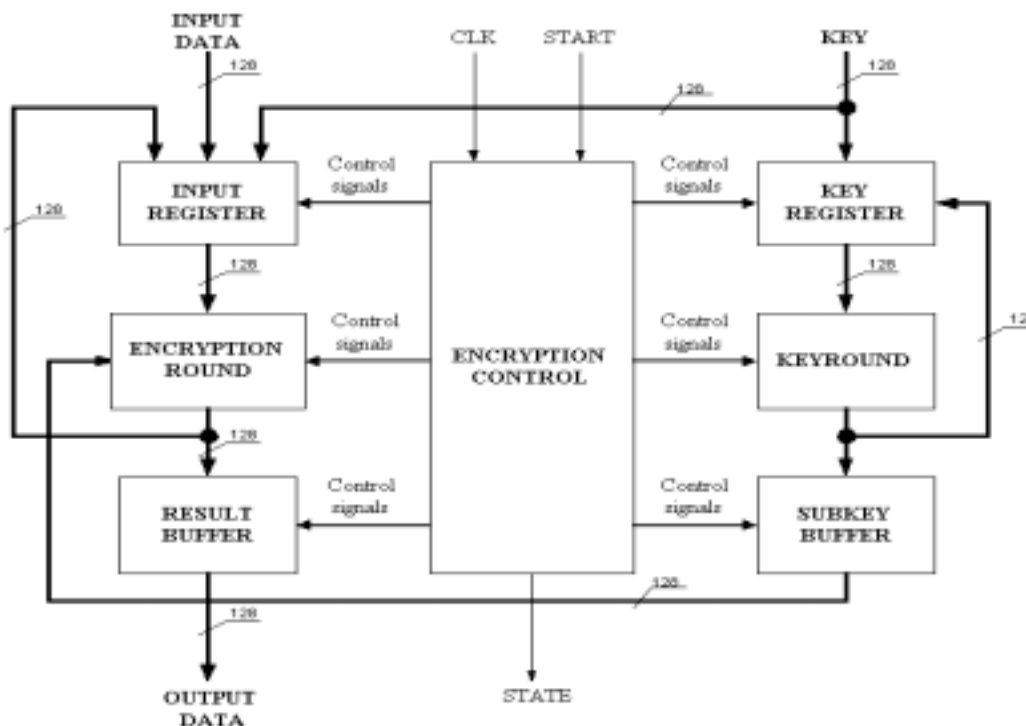 INPUT
DATA
CLK
START
KEY
128
128
128
Control
signals
Control
signals
INPUT
REGISTER
KEY
REGISTER
128
128
128
ENCRYPTION
ROUND
Control
signals
ENCRYPTION
CONTROL
Control
signals
KEYROUND
128
RESULT
BUFFER
Control
signals
Control
signals
SUBKEY
BUFFER
128
128
OUTPUT
DATA
STATE